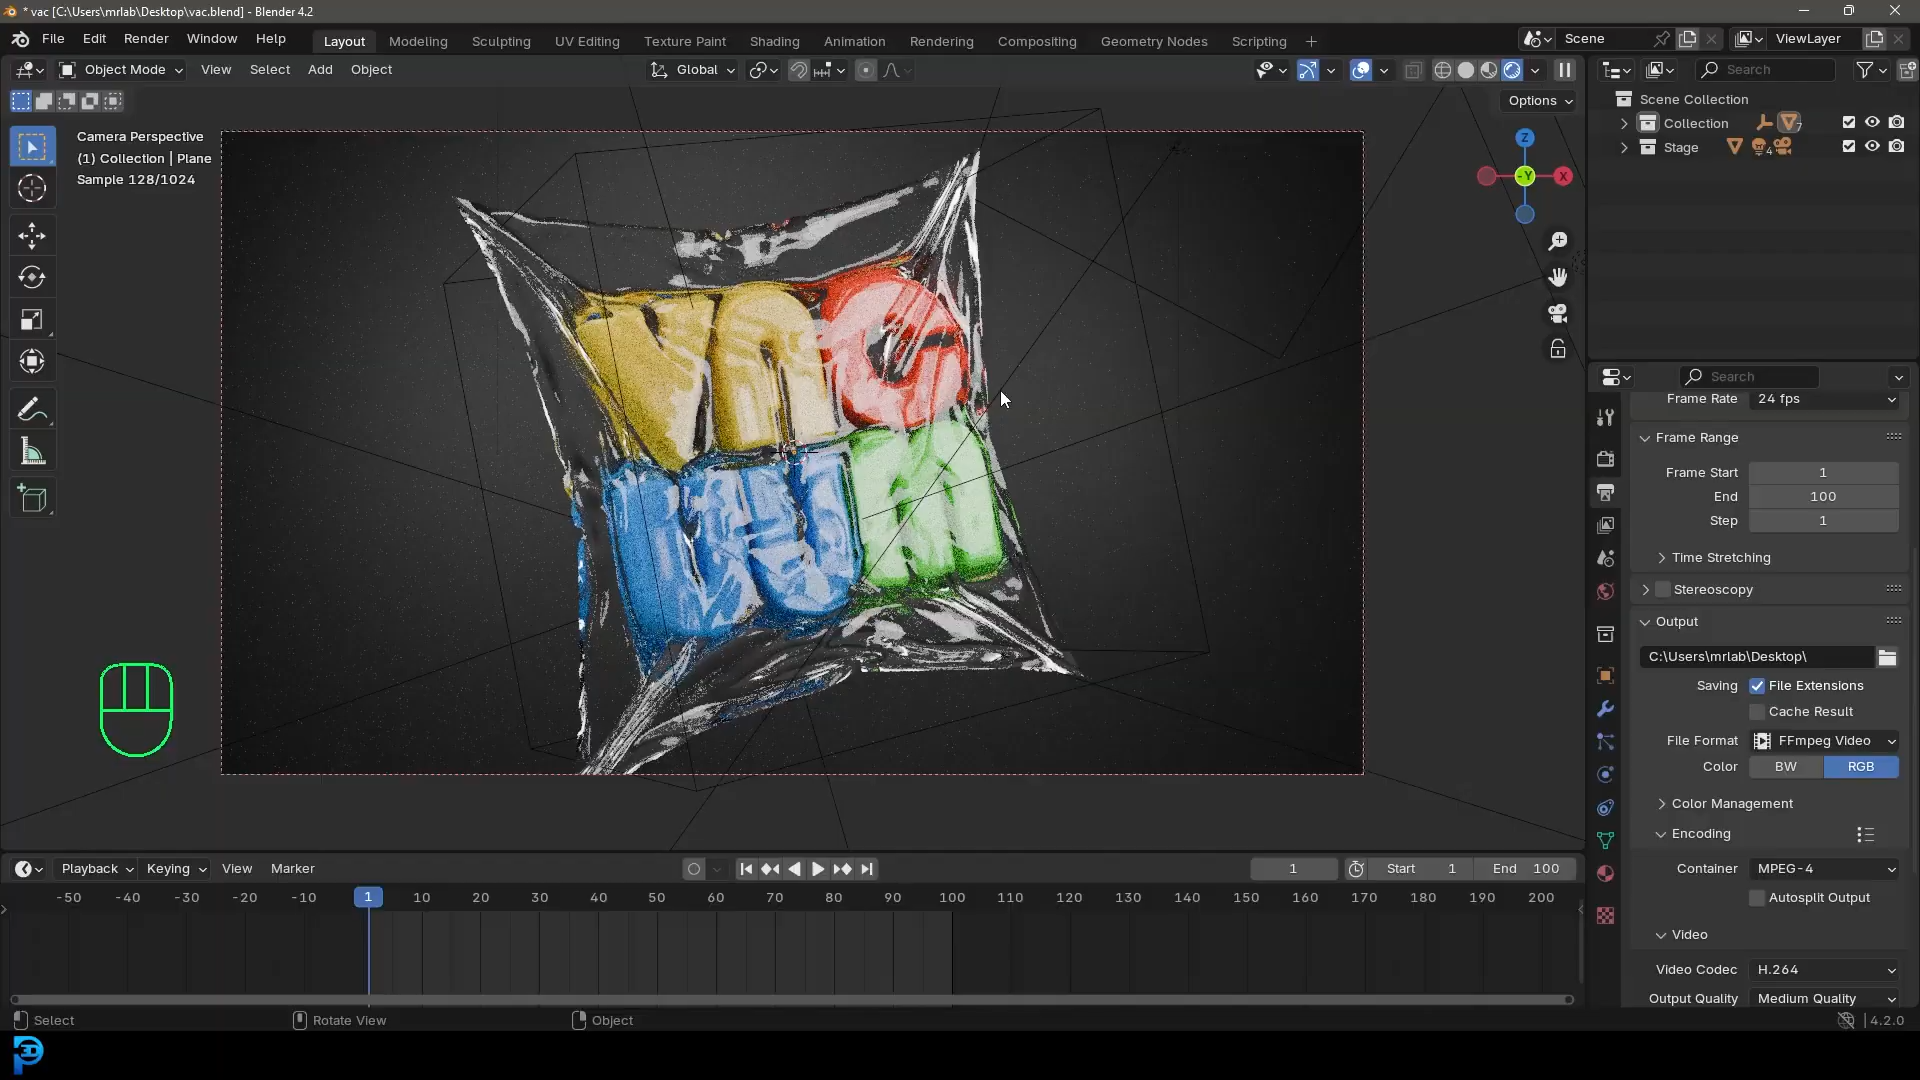 * vac [C:\Users\mrlab\Desktop\vac.blend] - Blender 4.2
File Edit Render Window Help Layout Modeling Sculpting UV Editing Texture Paint Shading Animation Rendering Compositing Geometry Nodes Scripting + Scene ViewLayer
Object Mode View Select Add Object Global Search
Options
Scene Collection
Collection 7
Stage 4
Camera Perspective
(1) Collection | Plane
Sample 128/1024
Z
-Y X
VAC
UUM
Search
Frame Rate 24 fps
Frame Range
Frame Start 1
End 100
Step 1
Time Stretching
Stereoscopy
Output
C:\Users\mrlab\Desktop\
Saving File Extensions
Cache Result
File Format FFmpeg Video
Color BW RGB
Color Management
Encoding
Container MPEG-4
Autosplit Output
Video
Video Codec H.264
Output Quality Medium Quality
Playback Keying View Marker 1 Start 1 End 100
-50 -40 -30 -20 -10 1 10 20 30 40 50 60 70 80 90 100 110 120 130 140 150 160 170 180 190 200
Select Rotate View Object 4.2.0
3D